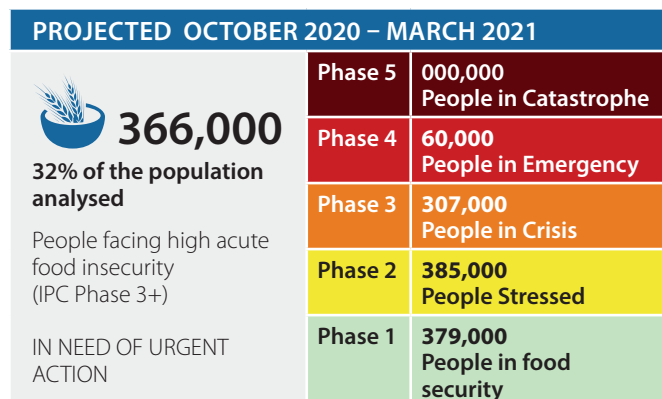 PROJECTED OCTOBER 2020 – MARCH 2021
366,000
32% of the population
analysed
People facing high acute
food insecurity
(IPC Phase 3+)
IN NEED OF URGENT
ACTION
Phase 5
000,000
People in Catastrophe
Phase 4
60,000
People in Emergency
Phase 3
307,000
People in Crisis
Phase 2
385,000
People Stressed
Phase 1
379,000
People in food
security